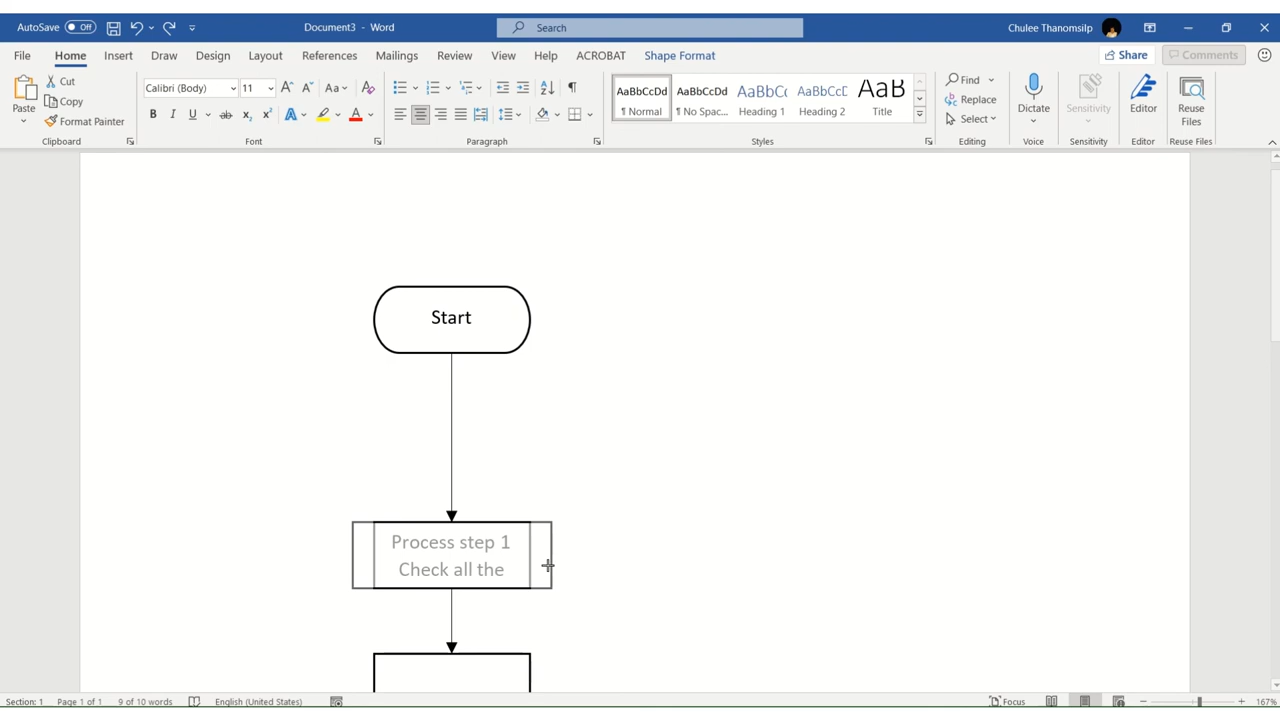 AutoSave Off Document3 - Word Search Chulee Thanomsilp
File Home Insert Draw Design Layout References Mailings Review View Help ACROBAT Shape Format Share Comments
Paste Cut Copy Format Painter
Calibri (Body) 11
AaBbCcDd AaBbCcDd AaBbCc AaBbCcE AaB
¶ Normal ¶ No Spac... Heading 1 Heading 2 Title
Find Replace Select
Dictate Sensitivity Editor Reuse Files
Clipboard Font Paragraph Styles Editing Voice Sensitivity Editor Reuse Files
Start
Process step 1
Check all the
Section: 1 Page 1 of 1 9 of 10 words English (United States) Focus 167%